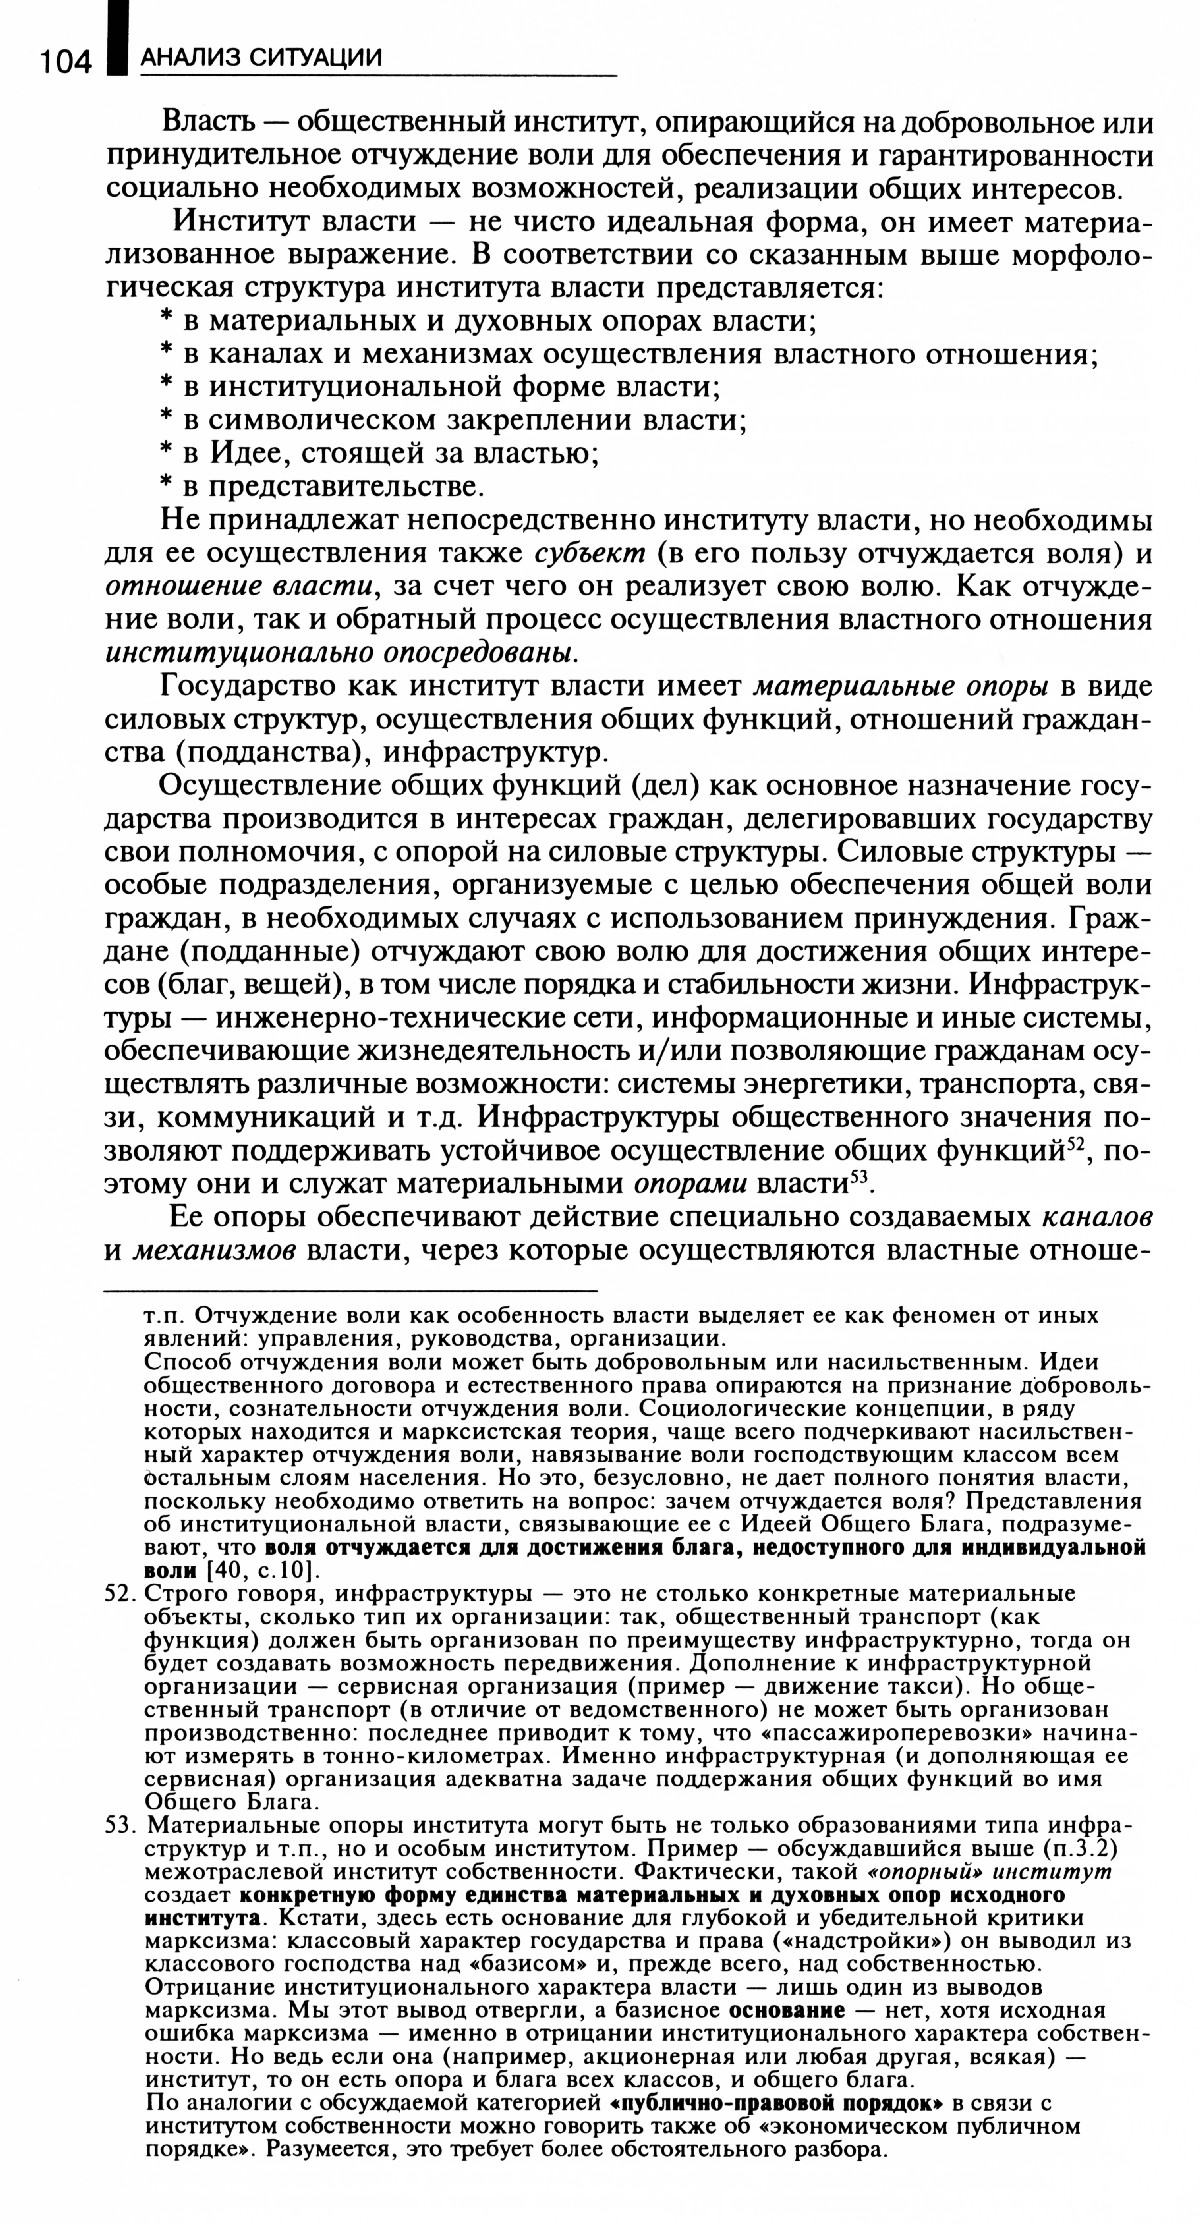 104 АНАЛИЗ СИТУАЦИИ
Власть — общественный институт, опирающийся на добровольное или
принудительное отчуждение воли для обеспечения и гарантированности
социально необходимых возможностей, реализации общих интересов.
Институт власти — не чисто идеальная форма, он имеет материа-
лизованное выражение. В соответствии со сказанным выше морфоло-
гическая структура института власти представляется:
* в материальных и духовных опорах власти;
* в каналах и механизмах осуществления властного отношения;
* в институциональной форме власти;
* в символическом закреплении власти;
* в Идее, стоящей за властью;
* в представительстве.
Не принадлежат непосредственно институту власти, но необходимы
для ее осуществления также субъект (в его пользу отчуждается воля) и
отношение власти, за счет чего он реализует свою волю. Как отчужде-
ние воли, так и обратный процесс осуществления властного отношения
институционально опосредованы.
Государство как институт власти имеет материальные опоры в виде
силовых структур, осуществления общих функций, отношений граждан-
ства (подданства), инфраструктур.
Осуществление общих функций (дел) как основное назначение госу-
дарства производится в интересах граждан, делегировавших государству
свои полномочия, с опорой на силовые структуры. Силовые структуры —
особые подразделения, организуемые с целью обеспечения общей воли
граждан, в необходимых случаях с использованием принуждения. Граж-
дане (подданные) отчуждают свою волю для достижения общих интере-
сов (благ, вещей), в том числе порядка и стабильности жизни. Инфраструк-
туры — инженерно-технические сети, информационные и иные системы,
обеспечивающие жизнедеятельность и/или позволяющие гражданам осу-
ществлять различные возможности: системы энергетики, транспорта, свя-
зи, коммуникаций и т.д. Инфраструктуры общественного значения по-
зволяют поддерживать устойчивое осуществление общих функций⁵², по-
этому они и служат материальными опорами власти⁵³.
Ее опоры обеспечивают действие специально создаваемых каналов
и механизмов власти, через которые осуществляются властные отноше-
т.п. Отчуждение воли как особенность власти выделяет ее как феномен от иных
явлений: управления, руководства, организации.
Способ отчуждения воли может быть добровольным или насильственным. Идеи
общественного договора и естественного права опираются на признание доброволь-
ности, сознательности отчуждения воли. Социологические концепции, в ряду
которых находится и марксистская теория, чаще всего подчеркивают насильствен-
ный характер отчуждения воли, навязывание воли господствующим классом всем
остальным слоям населения. Но это, безусловно, не дает полного понятия власти,
поскольку необходимо ответить на вопрос: зачем отчуждается воля? Представления
об институциональной власти, связывающие ее с Идеей Общего Блага, подразуме-
вают, что воля отчуждается для достижения блага, недоступного для индивидуальной
воли [40, с.10].
52. Строго говоря, инфраструктуры — это не столько конкретные материальные
объекты, сколько тип их организации: так, общественный транспорт (как
функция) должен быть организован по преимуществу инфраструктурно, тогда он
будет создавать возможность передвижения. Дополнение к инфраструктурной
организации — сервисная организация (пример — движение такси). Но обще-
ственный транспорт (в отличие от ведомственного) не может быть организован
производственно: последнее приводит к тому, что «пассажироперевозки» начина-
ют измерять в тонно-километрах. Именно инфраструктурная (и дополняющая ее
сервисная) организация адекватна задаче поддержания общих функций во имя
Общего Блага.
53. Материальные опоры института могут быть не только образованиями типа инфра-
структур и т.п., но и особым институтом. Пример — обсуждавшийся выше (п.3.2)
межотраслевой институт собственности. Фактически, такой «опорный» институт
создает конкретную форму единства материальных и духовных опор исходного
института. Кстати, здесь есть основание для глубокой и убедительной критики
марксизма: классовый характер государства и права («надстройки») он выводил из
классового господства над «базисом» и, прежде всего, над собственностью.
Отрицание институционального характера власти — лишь один из выводов
марксизма. Мы этот вывод отвергли, а базисное основание — нет, хотя исходная
ошибка марксизма — именно в отрицании институционального характера собствен-
ности. Но ведь если она (например, акционерная или любая другая, всякая) —
институт, то он есть опора и блага всех классов, и общего блага.
По аналогии с обсуждаемой категорией «публично-правовой порядок» в связи с
институтом собственности можно говорить также об «экономическом публичном
порядке». Разумеется, это требует более обстоятельного разбора.